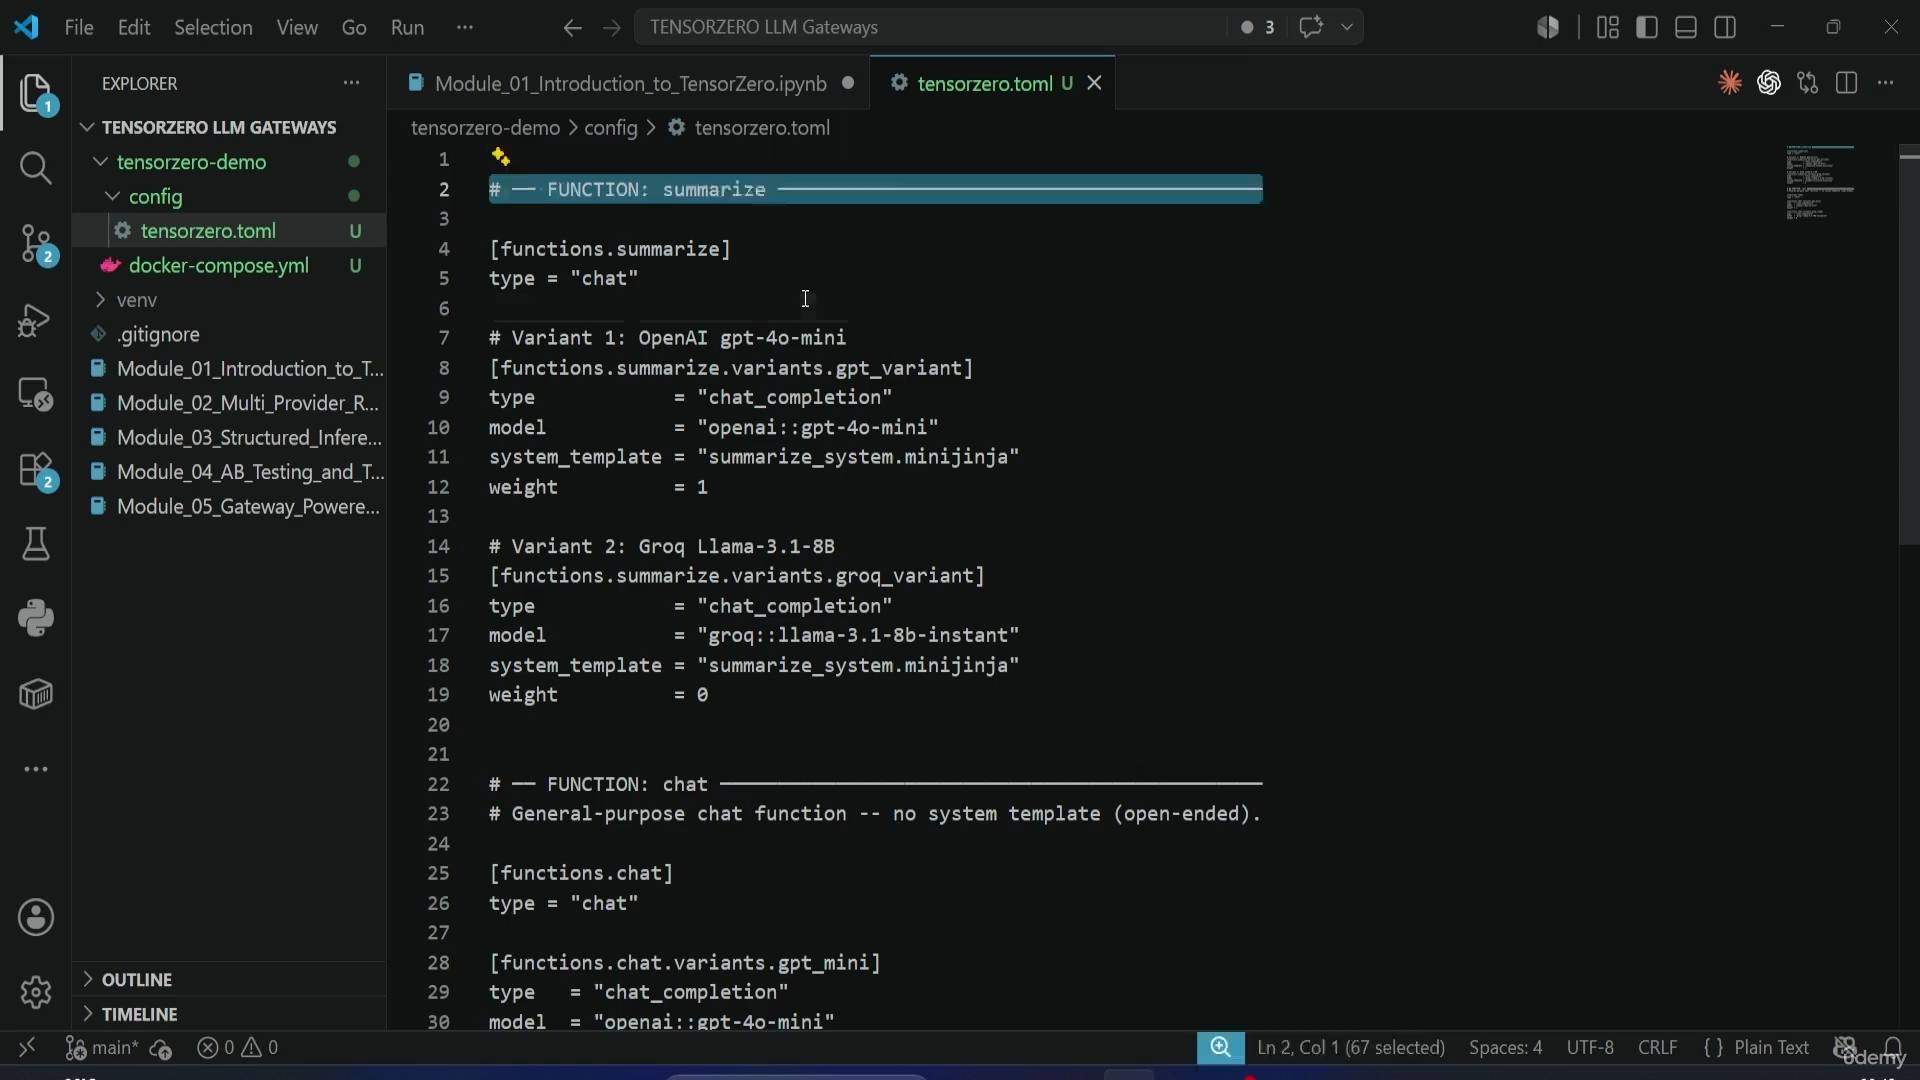 File Edit Selection View Go Run ··· TENSORZERO LLM Gateways 3
EXPLORER
TENSORZERO LLM GATEWAYS
tensorzero-demo
config
tensorzero.toml U
docker-compose.yml U
venv
.gitignore
Module_01_Introduction_to_T...
Module_02_Multi_Provider_R...
Module_03_Structured_Infere...
Module_04_AB_Testing_and_T...
Module_05_Gateway_Powere...
OUTLINE
TIMELINE
1
2
2
Module_01_Introduction_to_TensorZero.ipynb tensorzero.toml U
tensorzero-demo > config > tensorzero.toml
1
2 # ── FUNCTION: summarize ──────────────────────────────────────────
3
4 [functions.summarize]
5 type = "chat"
6
7 # Variant 1: OpenAI gpt-4o-mini
8 [functions.summarize.variants.gpt_variant]
9 type            = "chat_completion"
10 model           = "openai::gpt-4o-mini"
11 system_template = "summarize_system.minijinja"
12 weight          = 1
13
14 # Variant 2: Groq Llama-3.1-8B
15 [functions.summarize.variants.groq_variant]
16 type            = "chat_completion"
17 model           = "groq::llama-3.1-8b-instant"
18 system_template = "summarize_system.minijinja"
19 weight          = 0
20
21
22 # ── FUNCTION: chat ───────────────────────────────────────────────
23 # General-purpose chat function -- no system template (open-ended).
24
25 [functions.chat]
26 type = "chat"
27
28 [functions.chat.variants.gpt_mini]
29 type   = "chat_completion"
30 model  = "openai::gpt-4o-mini"
main* 0 0 Ln 2, Col 1 (67 selected) Spaces: 4 UTF-8 CRLF { } Plain Text
udemy